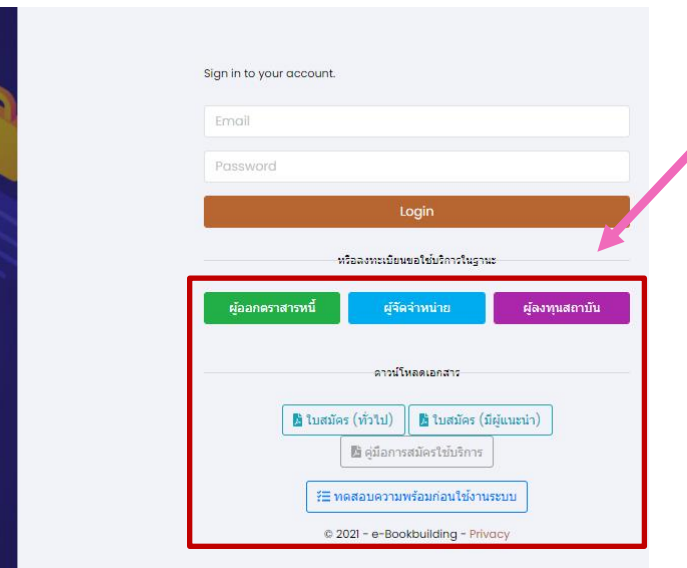 Sign in to your account.
Email
Password
Login
หรือลงทะเบียนขอใช้บริการในฐานะ
ผู้ออกตราสารหนี้ ผู้จัดจำหน่าย ผู้ลงทุนสถาบัน
ดาวน์โหลดเอกสาร
ใบสมัคร (ทั่วไป) ใบสมัคร (มีผู้แนะนำ)
คู่มือการสมัครใช้บริการ
ทดสอบความพร้อมก่อนใช้งานระบบ
© 2021 - e-Bookbuilding - Privacy